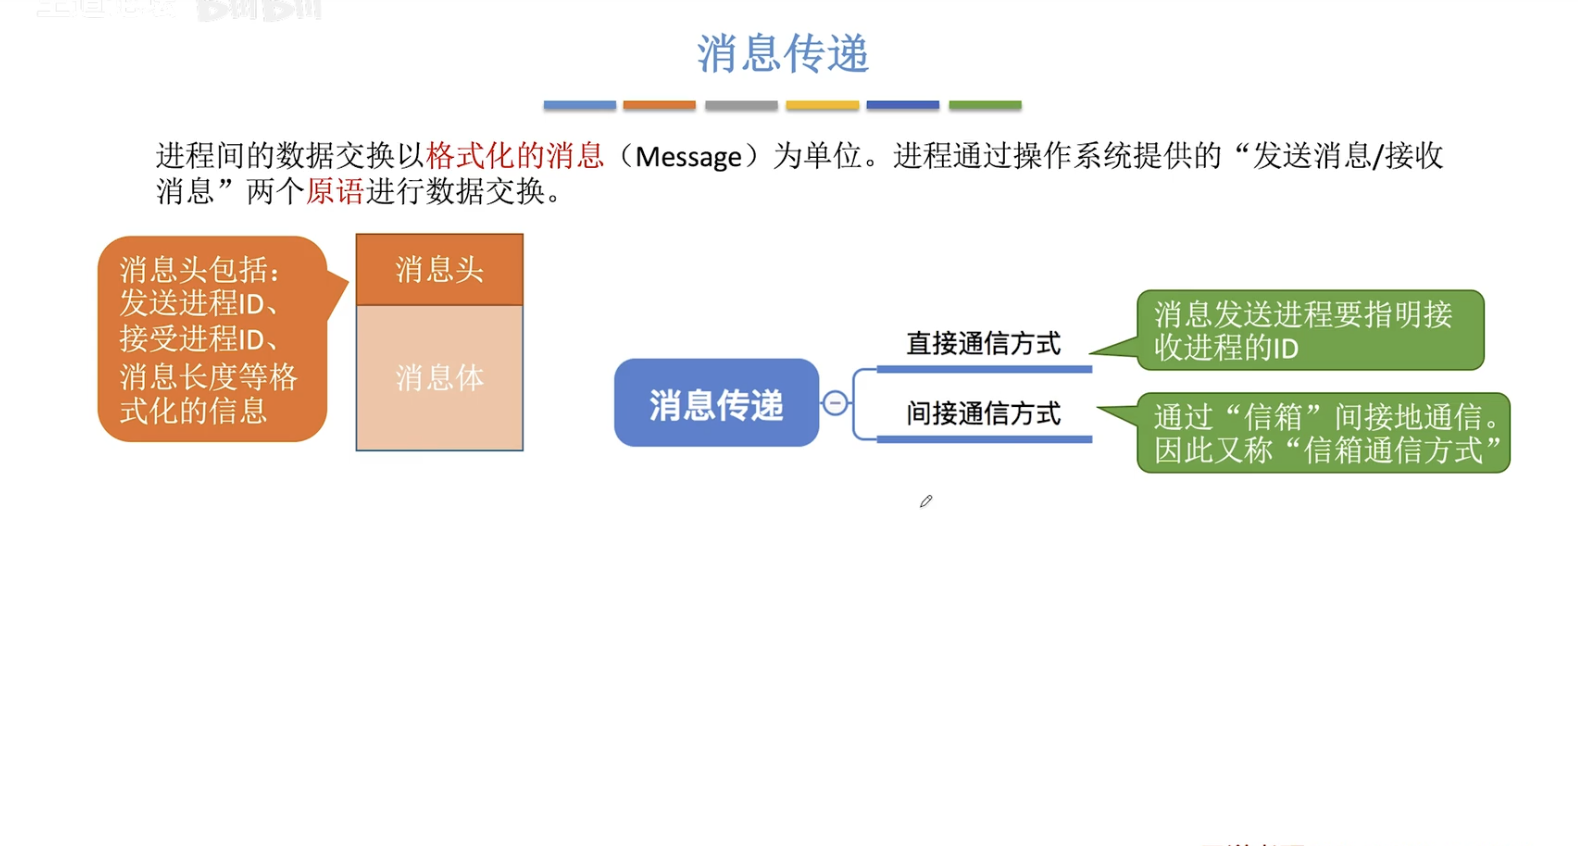 消息传递
进程间的数据交换以格式化的消息（Message）为单位。进程通过操作系统提供的“发送消息/接收
消息”两个原语进行数据交换。
消息头包括：
发送进程ID、
接受进程ID、
消息长度等格
式化的信息
消息头
消息体
消息传递
直接通信方式
间接通信方式
消息发送进程要指明接
收进程的ID
通过“信箱”间接地通信。
因此又称“信箱通信方式”